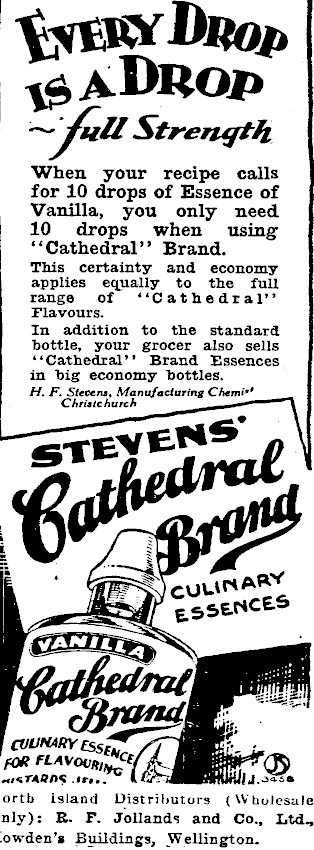 EVERY DROP
IS A DROP
~ full Strength
When your recipe calls
for 10 drops of Essence of
Vanilla, you only need
10 drops when using
"Cathedral" Brand.
This certainty and economy
applies equally to the full
range of "Cathedral"
Flavours.
In addition to the standard
bottle, your grocer also sells
"Cathedral" Brand Essences
in big economy bottles.
H. F. Stevens, Manufacturing Chemist
Christchurch
STEVENS'
Cathedral
Brand
CULINARY
ESSENCES
VANILLA
Cathedral
Brand
CULINARY ESSENCE
FOR FLAVOURING
JS
orth Island Distributors (Wholesale
nly): R. F. Jollands and Co., Ltd.,
owden's Buildings, Wellington.